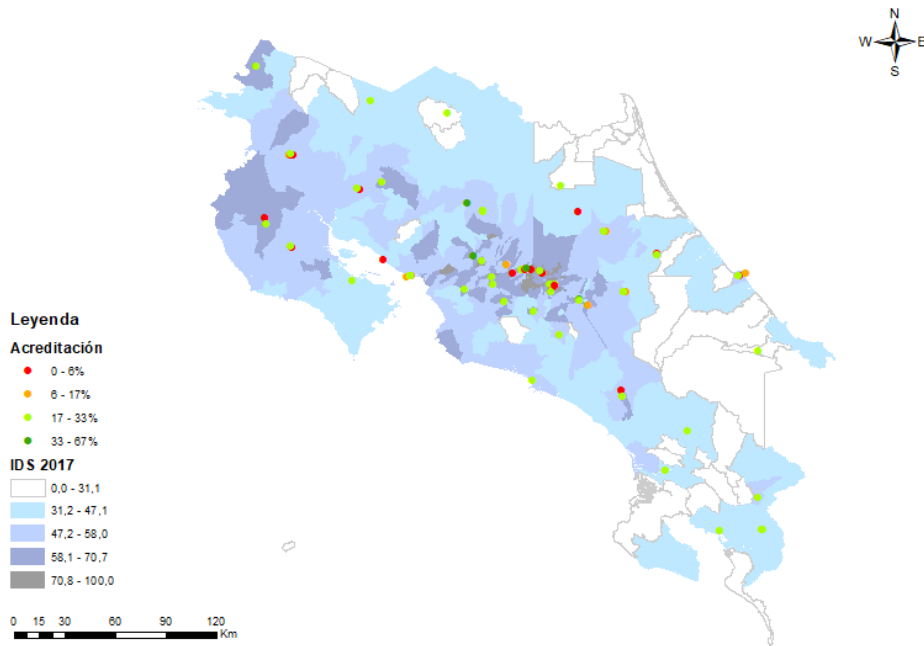 N
W E
S
Leyenda
Acreditación
0 - 6%
6 - 17%
17 - 33%
33 - 67%
IDS 2017
0,0 - 31,1
31,2 - 47,1
47,2 - 58,0
58,1 - 70,7
70,8 - 100,0
0 15 30 60 90 120
Km